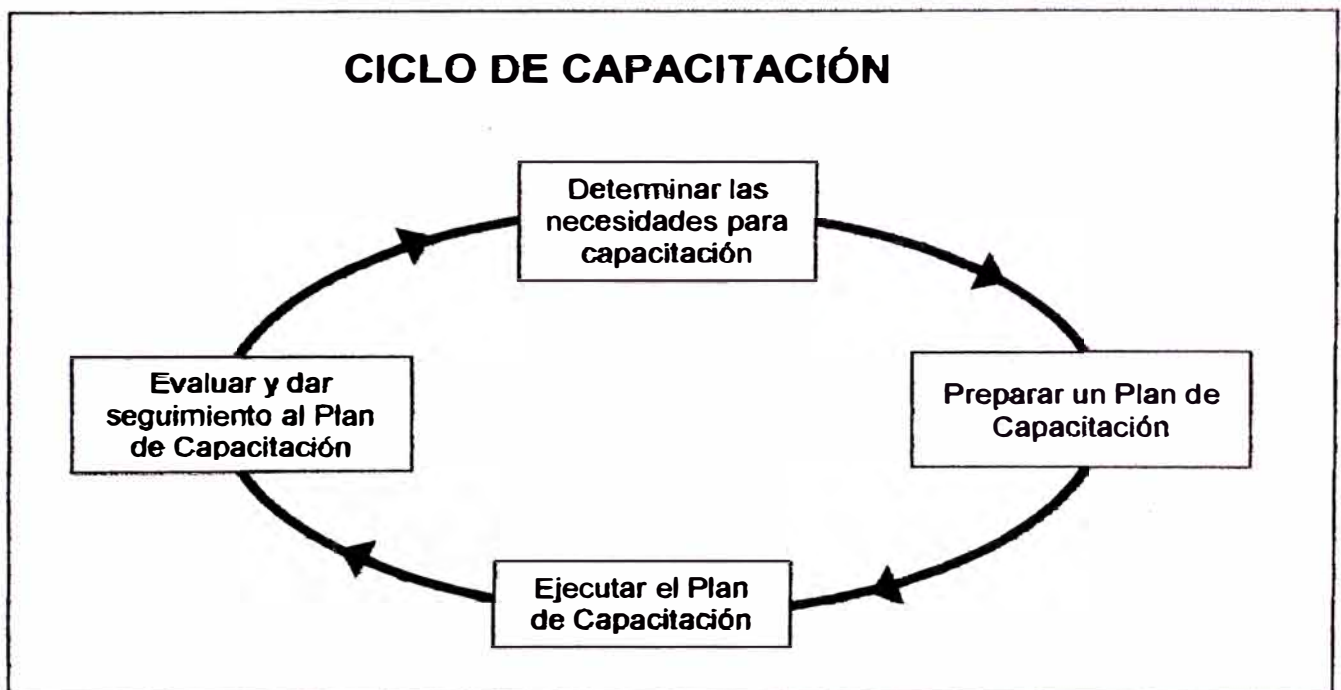 CICLO DE CAPACITACIÓN
Determinar las
necesidades para
capacitación
Preparar un Plan de
Capacitación
Ejecutar el Plan
de Capacitación
Evaluar y dar
seguimiento al Plan
de Capacitación